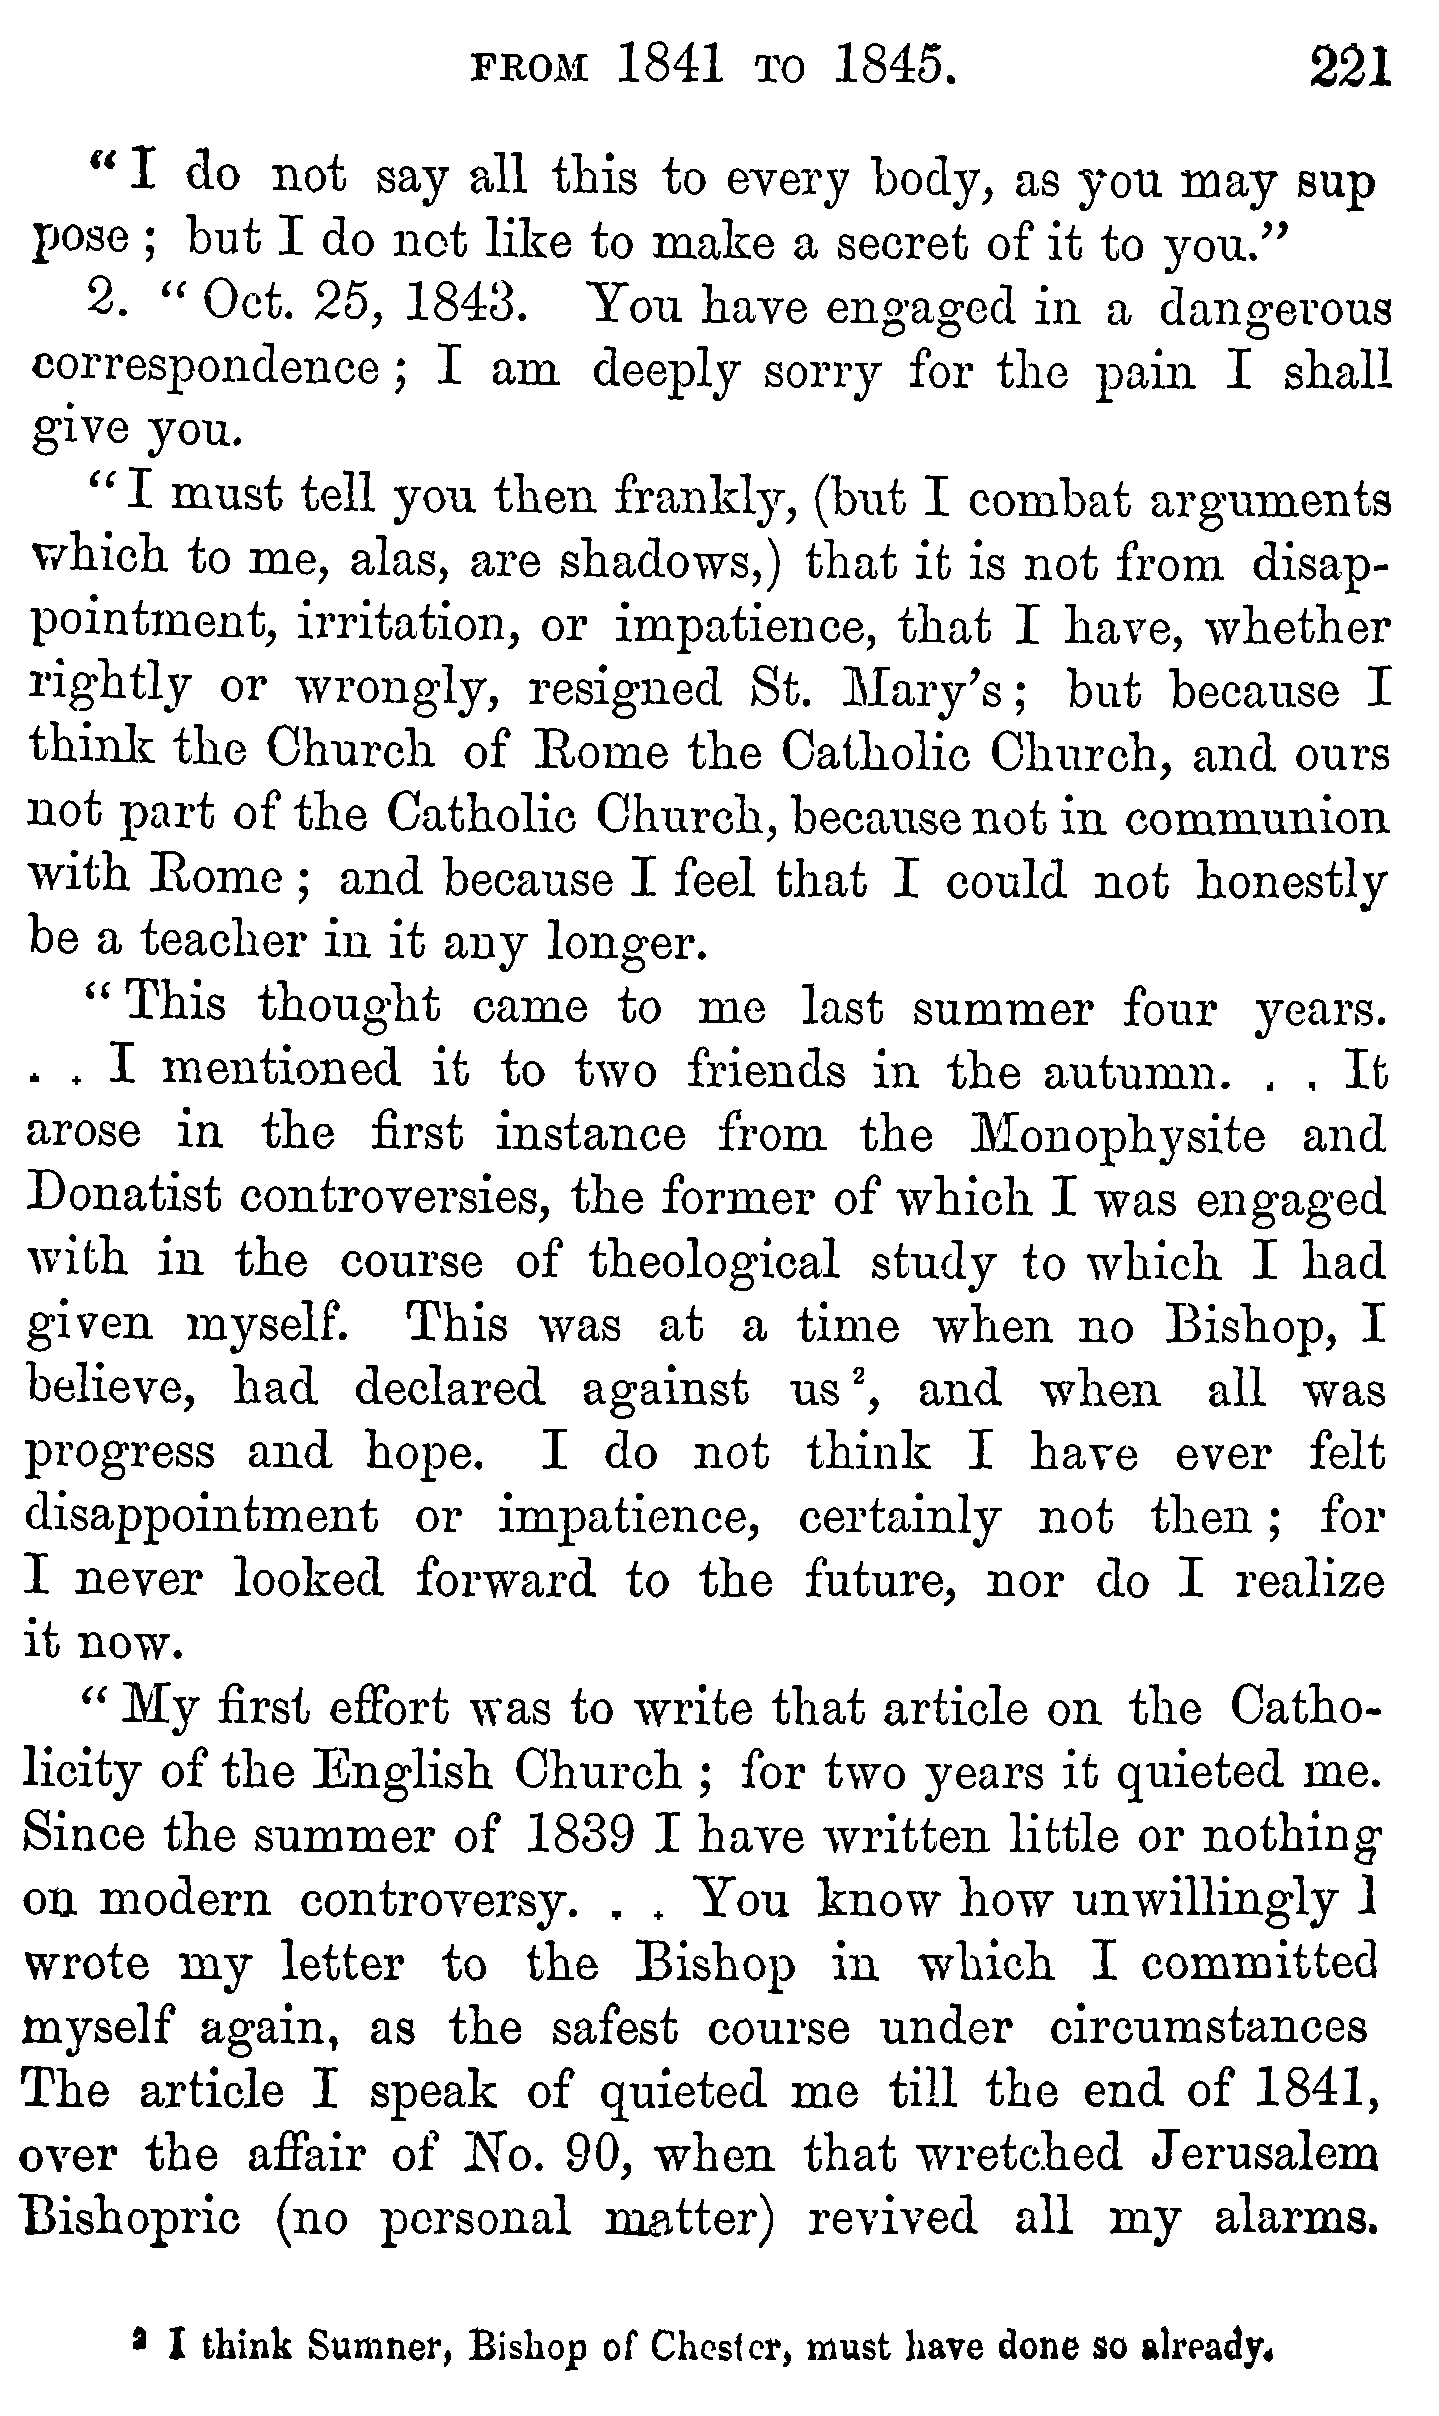 FROM 1841 TO 1845. 221
“I do not say all this to every body, as you may sup
pose; but I do not like to make a secret of it to you.”
2. “Oct. 25, 1843. You have engaged in a dangerous
correspondence; I am deeply sorry for the pain I shall
give you.
“I must tell you then frankly, (but I combat arguments
which to me, alas, are shadows,) that it is not from disap-
pointment, irritation, or impatience, that I have, whether
rightly or wrongly, resigned St. Mary’s; but because I
think the Church of Rome the Catholic Church, and ours
not part of the Catholic Church, because not in communion
with Rome; and because I feel that I could not honestly
be a teacher in it any longer.
“This thought came to me last summer four years.
. . I mentioned it to two friends in the autumn. . . It
arose in the first instance from the Monophysite and
Donatist controversies, the former of which I was engaged
with in the course of theological study to which I had
given myself. This was at a time when no Bishop, I
believe, had declared against us², and when all was
progress and hope. I do not think I have ever felt
disappointment or impatience, certainly not then; for
I never looked forward to the future, nor do I realize
it now.
“My first effort was to write that article on the Catho-
licity of the English Church; for two years it quieted me.
Since the summer of 1839 I have written little or nothing
on modern controversy. . . You know how unwillingly I
wrote my letter to the Bishop in which I committed
myself again, as the safest course under circumstances
The article I speak of quieted me till the end of 1841,
over the affair of No. 90, when that wretched Jerusalem
Bishopric (no personal matter) revived all my alarms.
² I think Sumner, Bishop of Chester, must have done so already.